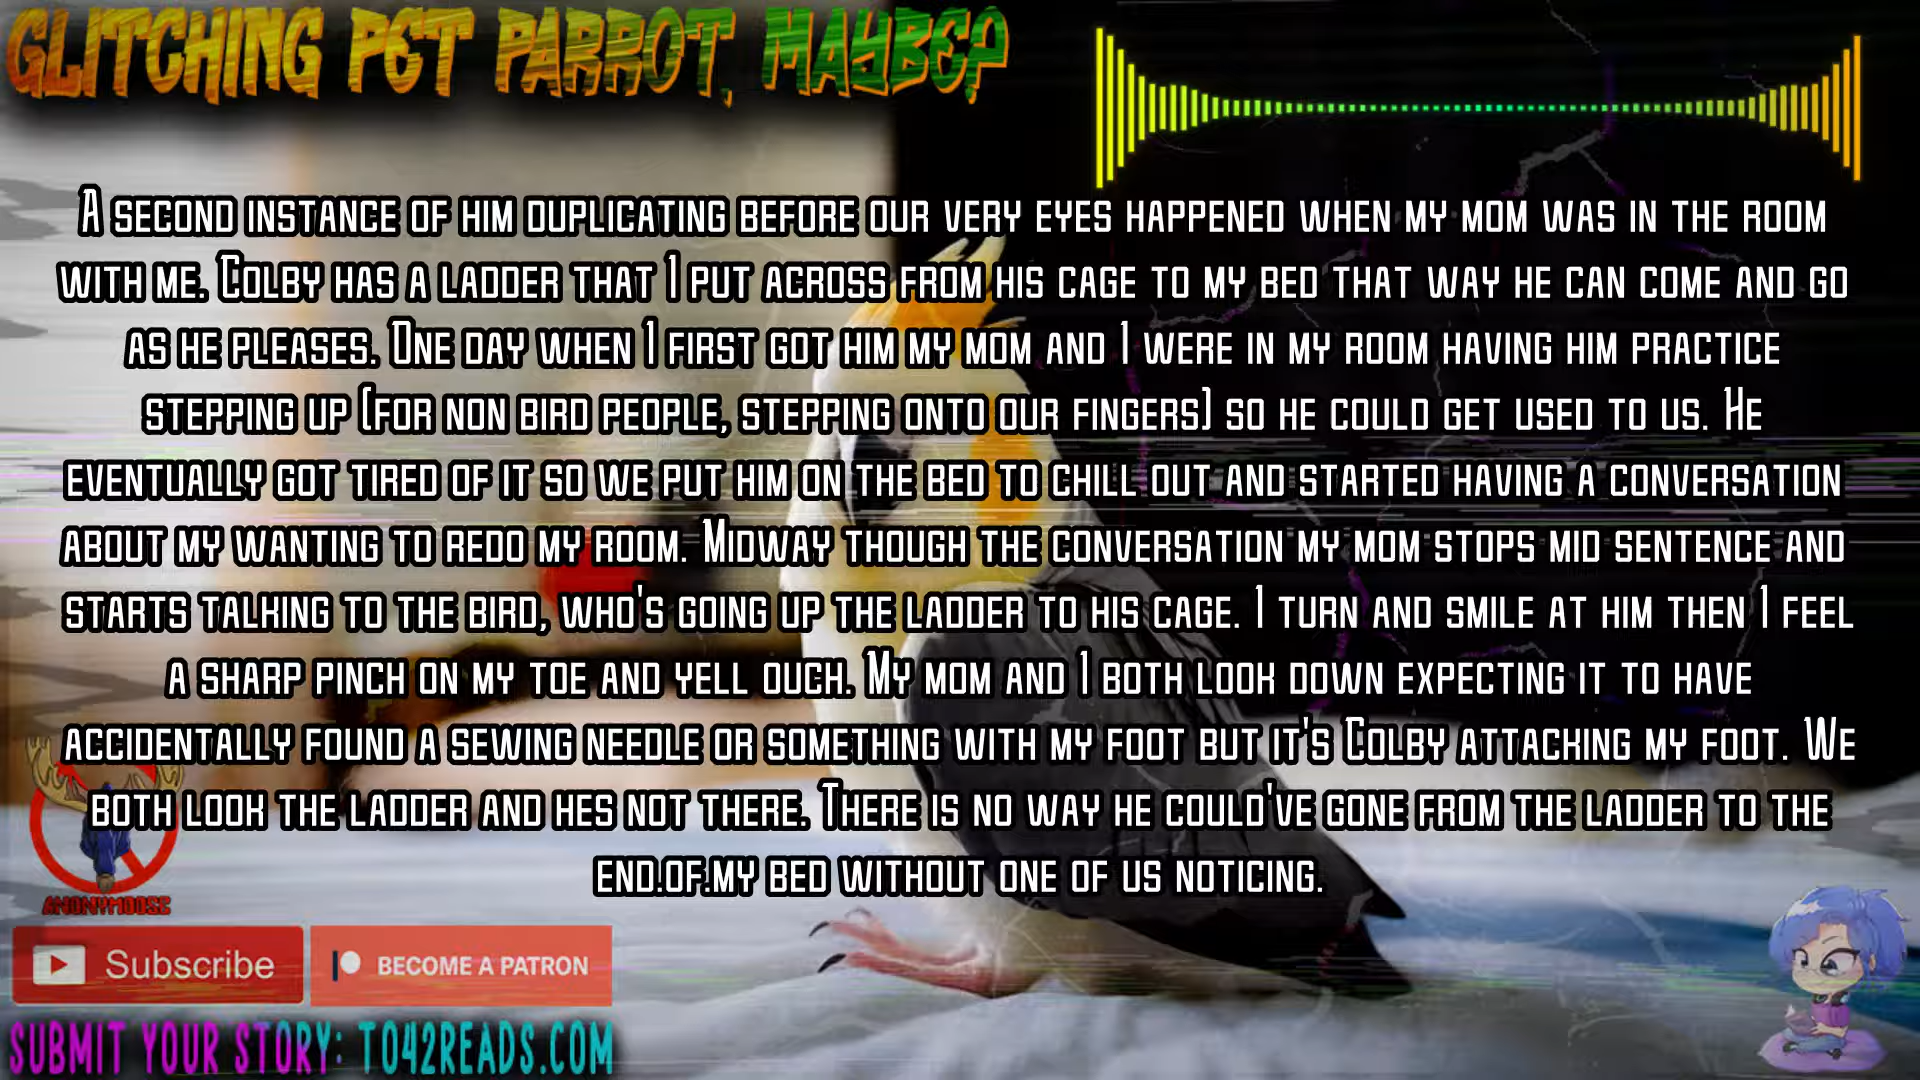 GLITCHING PET PARROT, MAYBE?
A second instance of him duplicating before our very eyes happened when my mom was in the room
with me. Colby has a ladder that I put across from his cage to my bed that way he can come and go
as he pleases. One day when I first got him my mom and I were in my room having him practice
stepping up (for non bird people, stepping onto our fingers) so he could get used to us. He
eventually got tired of it so we put him on the bed to chill out and started having a conversation
about my wanting to redo my room. Midway though the conversation my mom stops mid sentence and
starts talking to the bird, who's going up the ladder to his cage. I turn and smile at him then I feel
a sharp pinch on my toe and yell ouch. My mom and I both look down expecting it to have
accidentally found a sewing needle or something with my foot but it's Colby attacking my foot. We
both look the ladder and hes not there. There is no way he could've gone from the ladder to the
end.of.my bed without one of us noticing.
ANONYMOOSE
Subscribe
BECOME A PATRON
SUBMIT YOUR STORY: TO42READS.COM